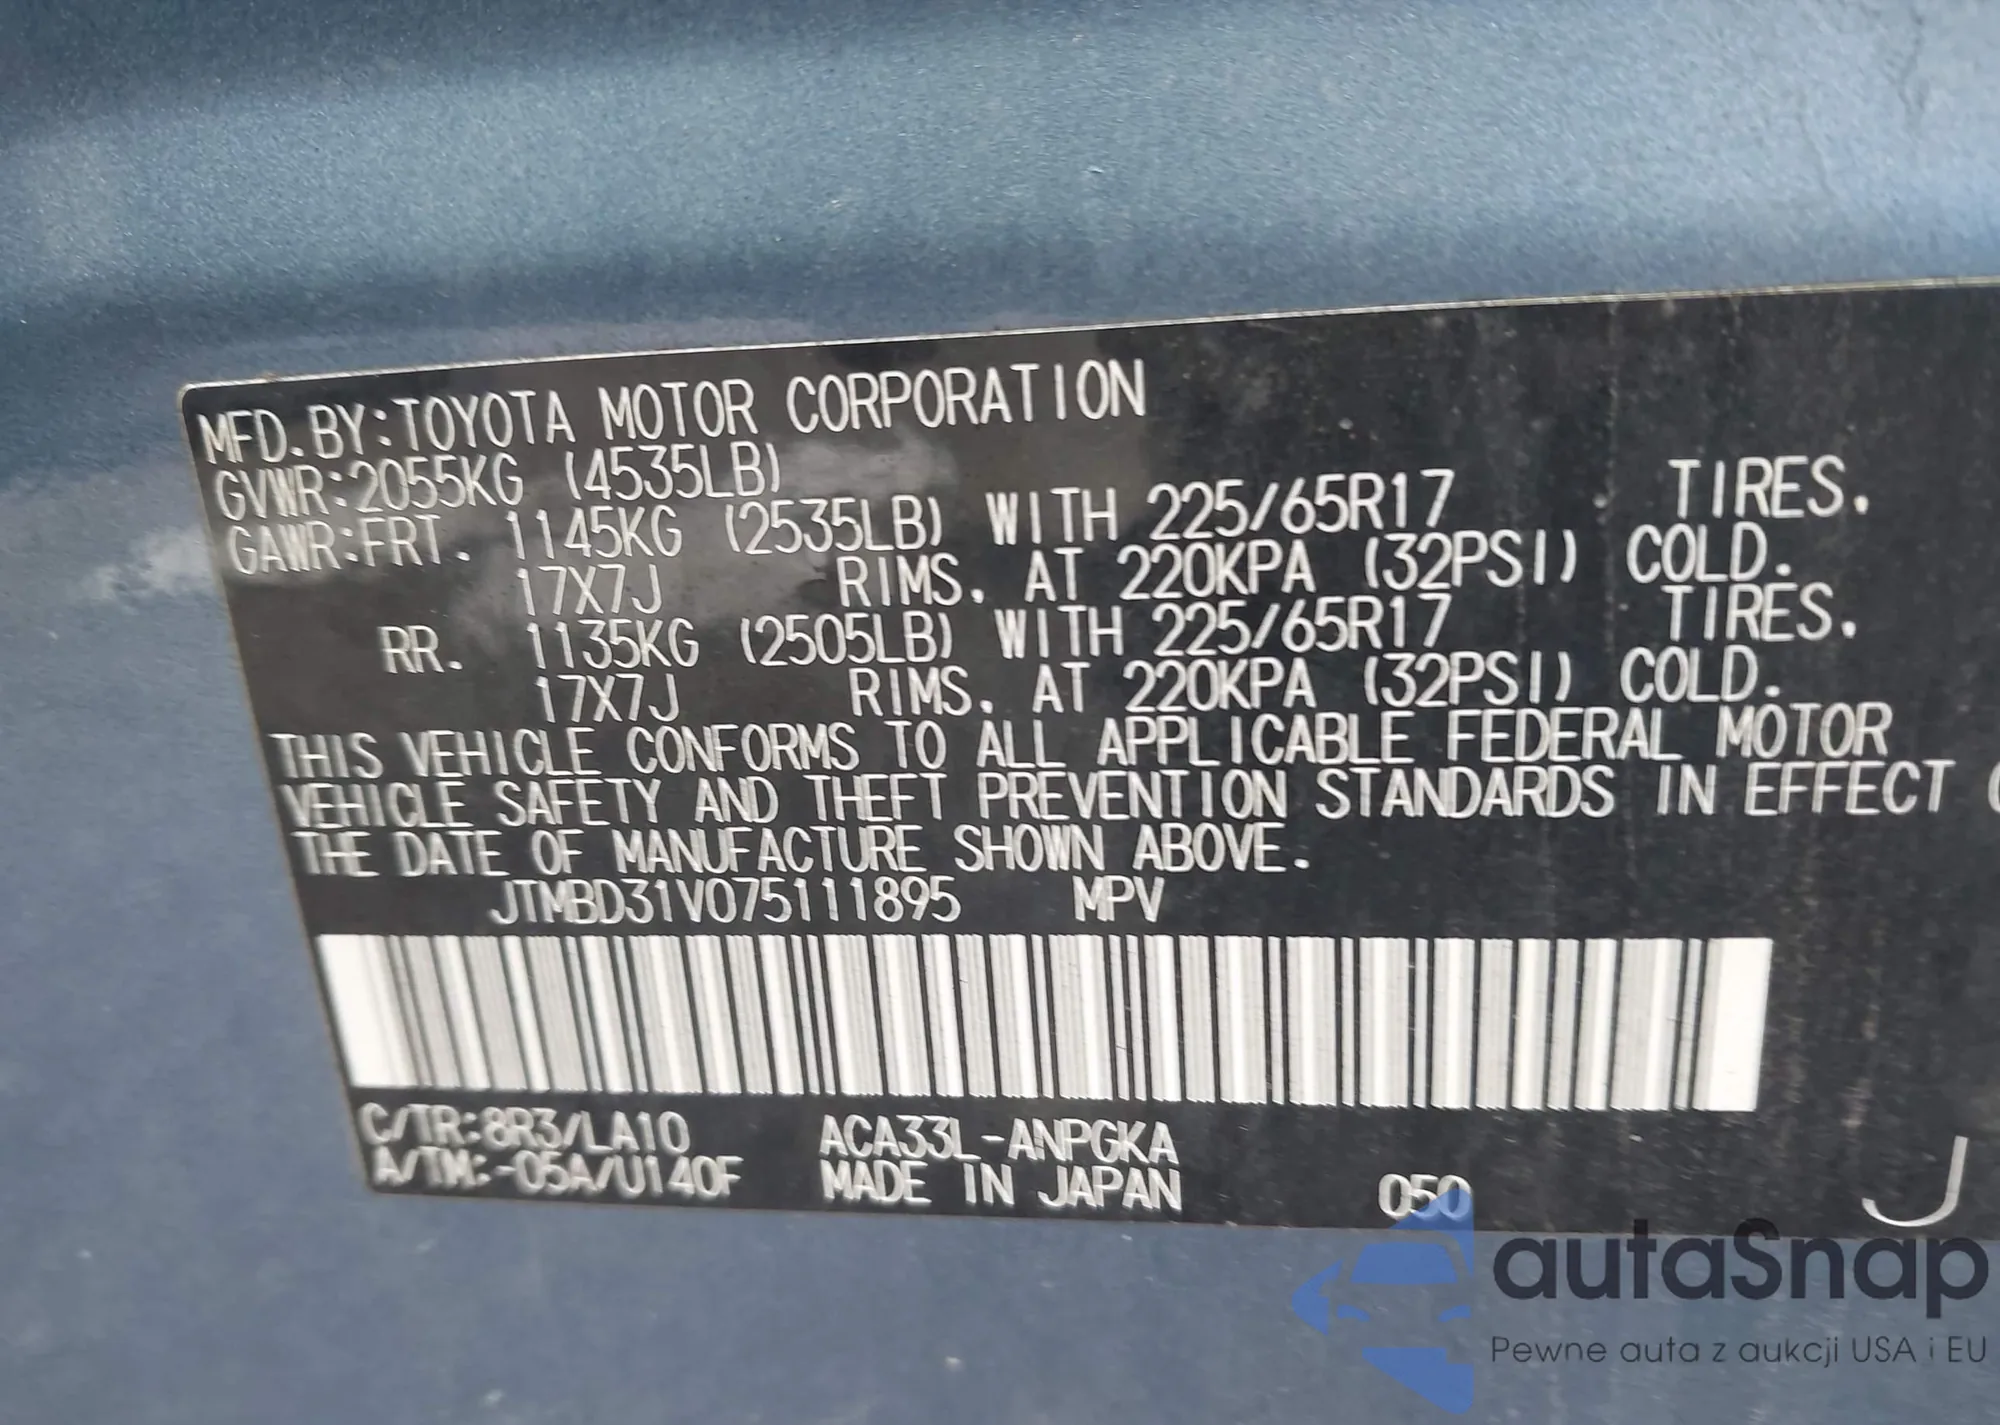 MFD. BY: TOYOTA MOTOR CORPORATION
GVWR: 2055KG (4535LB)
GAWR: FRT. 1145KG (2535LB) WITH 225/65R17 TIRES.
17X7J RIMS. AT 220KPA (32PSI) COLD.
RR. 1135KG (2505LB) WITH 225/65R17 TIRES.
17X7J RIMS. AT 220KPA (32PSI) COLD.
THIS VEHICLE CONFORMS TO ALL APPLICABLE FEDERAL MOTOR
VEHICLE SAFETY AND THEFT PREVENTION STANDARDS IN EFFECT
THE DATE OF MANUFACTURE SHOWN ABOVE.
JTMBD31V075111895 MPV
C/TR: 8R3/LA10 ACA33L-ANPGKA
A/TM: -05A/U140F MADE IN JAPAN 050
J
autaSnap
Pewne auta z aukcji USA i EU